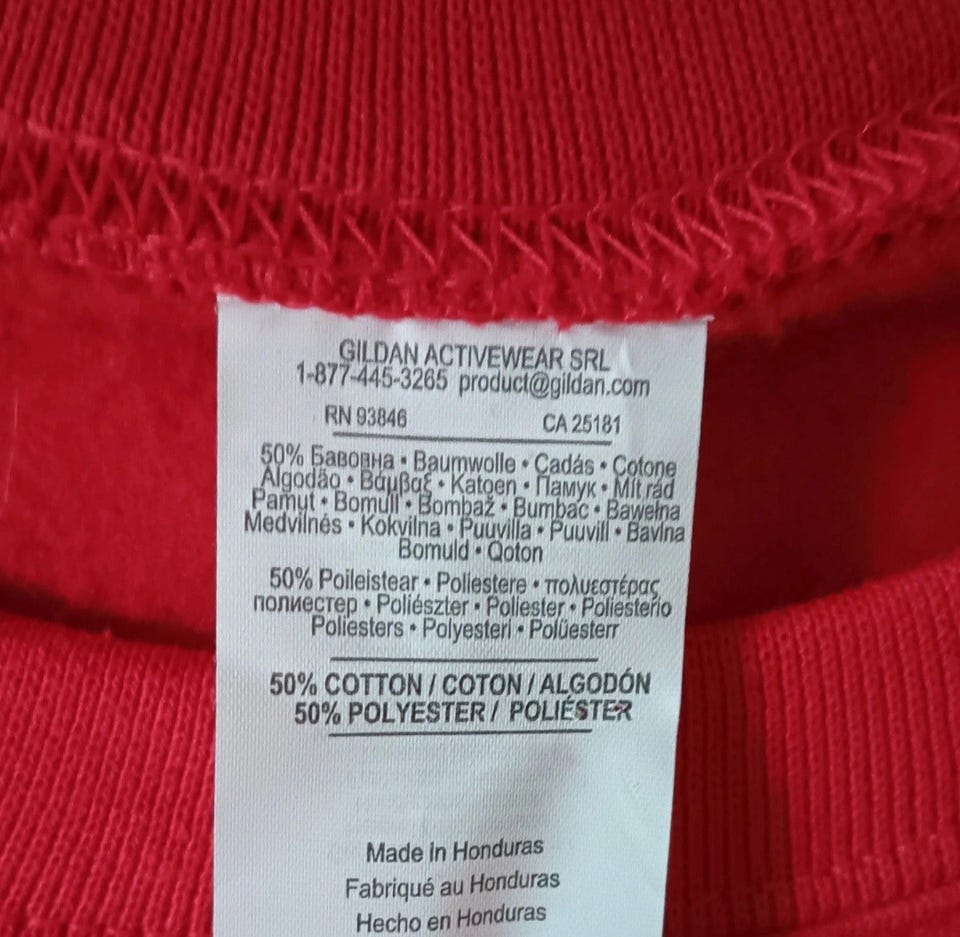 GILDAN ACTIVEWEAR SRL
1-877-445-3265 product@gildan.com
RN 93846 CA 25181
50% Бавовна • Baumwolle • Cadás • Cotone
Algodão • Βάμβαξ • Katoen • Памук • Mít rád
Pamut • Bomull • Bombaž • Bumbac • Bawełna
Medvilnės • Kokvilna • Puuvilla • Puuvill • Bavlna
Bomuld • Qoton
50% Poileistear • Poliestere • πολυεστέρας
полиестер • Poliészter • Poliester • Poliesterio
Poliesters • Polyesteri • Polüesterr
50% COTTON / COTON / ALGODÓN
50% POLYESTER / POLIÉSTER
Made in Honduras
Fabriqué au Honduras
Hecho en Honduras